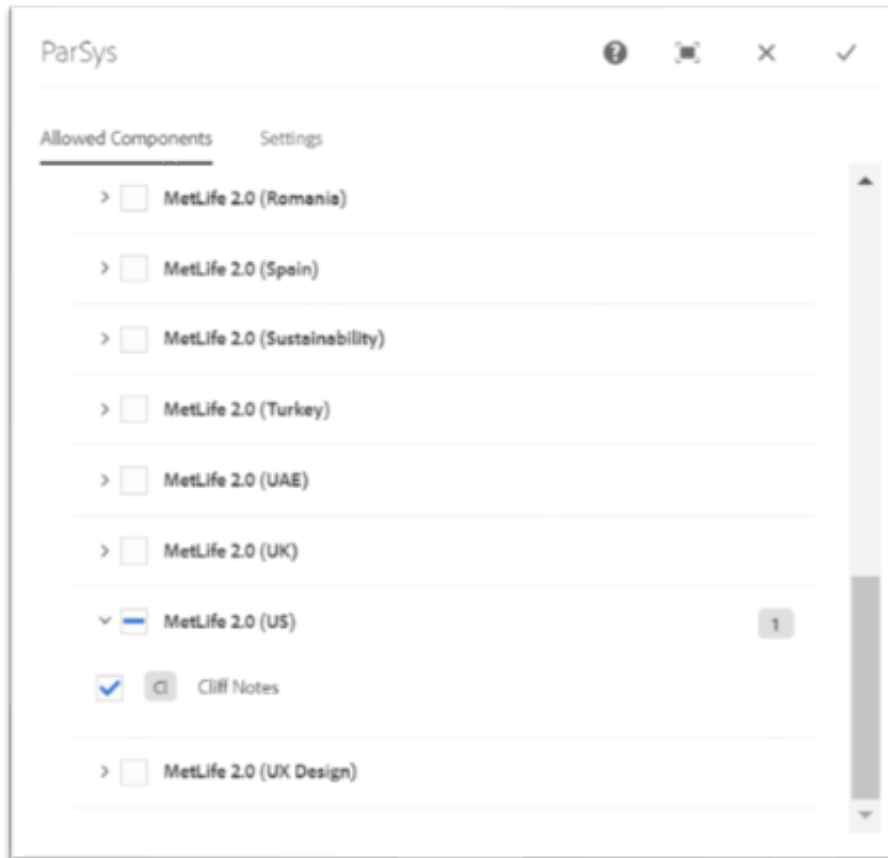 ParSys
Allowed Components Settings
MetLife 2.0 (Romania)
MetLife 2.0 (Spain)
MetLife 2.0 (Sustainability)
MetLife 2.0 (Turkey)
MetLife 2.0 (UAE)
MetLife 2.0 (UK)
MetLife 2.0 (US) 1
Cl Cliff Notes
MetLife 2.0 (UX Design)